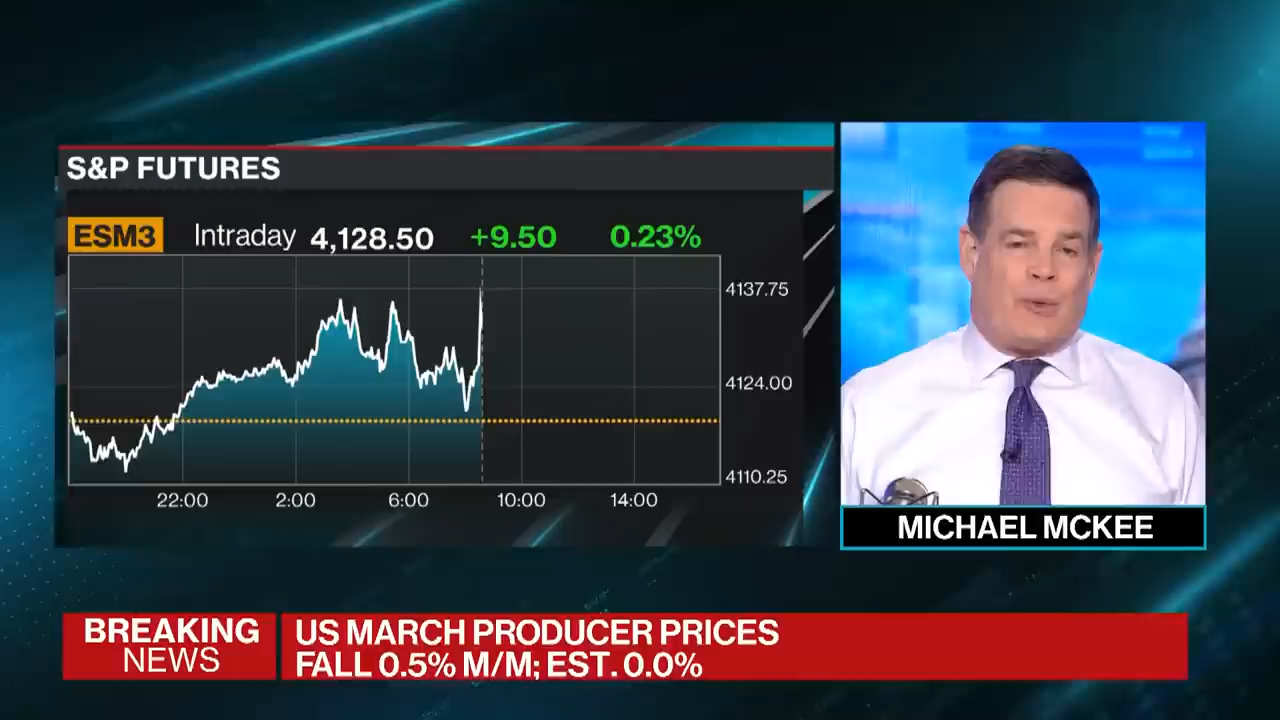 S&P FUTURES
ESM3 Intraday 4,128.50 +9.50 0.23%
4137.75
4124.00
4110.25
22:00 2:00 6:00 10:00 14:00
MICHAEL MCKEE
BREAKING
NEWS
US MARCH PRODUCER PRICES
FALL 0.5% M/M; EST. 0.0%